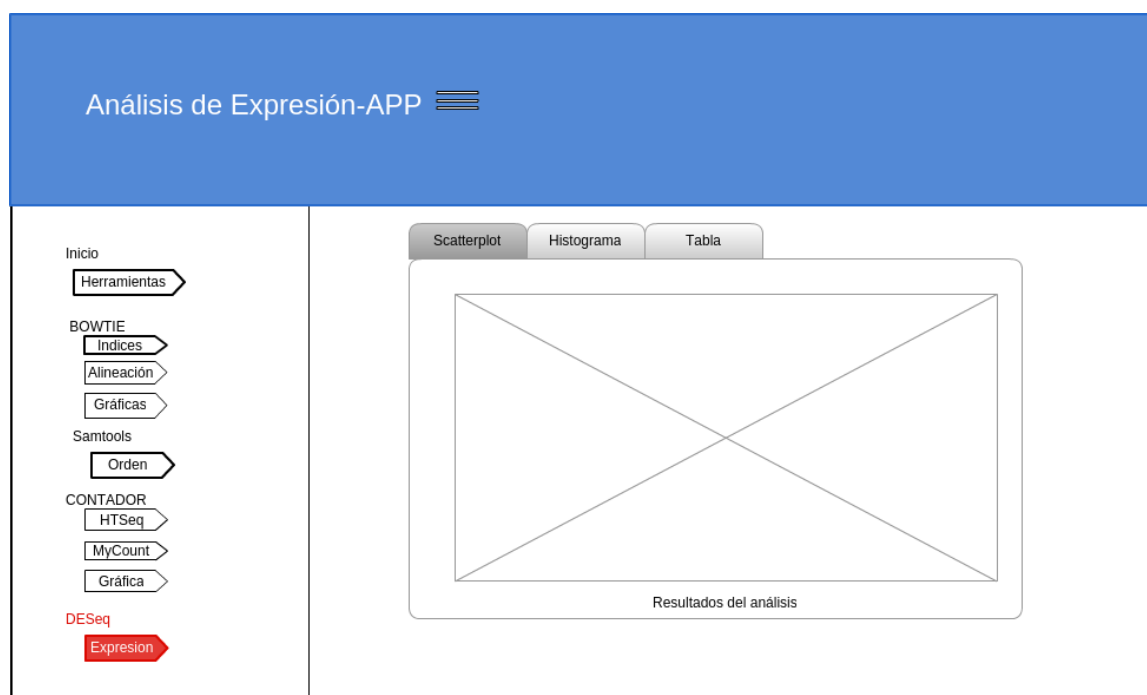 Análisis de Expresión-APP
Inicio
Herramientas
BOWTIE
Indices
Alineación
Gráficas
Samtools
Orden
CONTADOR
HTSeq
MyCount
Gráfica
DESeq
Expresion
Scatterplot Histograma Tabla
Resultados del análisis